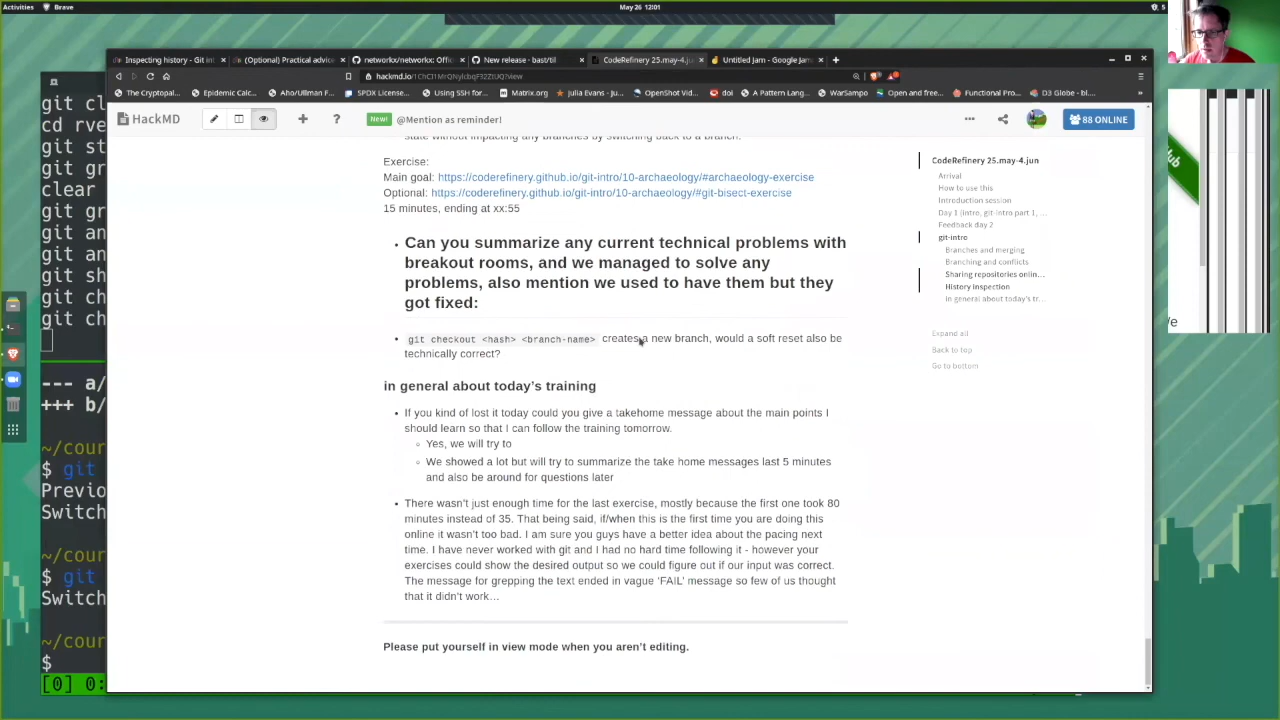 Activities Brave May 26 12:01 5
Inspecting history - Git in × (Optional) Practical advice × networkx/networkx: Offi × New release · bast/til × CodeRefinery 25.may-4.ju × Untitled Jam — Google Jam ×
hackmd.io/
The Cryptopal... Epidemic Calc... Aho/Ullman F... SPDX License... Using SSH for... Matrix.org Julia Evans - Ju... OpenShot Vid... doi A Pattern Lang... WarSampo Open and free... Functional Pro... D3 Globe - bl...
HackMD New! @Mention as reminder! 88 ONLINE
state without impacting any branches by switching back to a branch.
Exercise:
Main goal: https://coderefinery.github.io/git-intro/10-archaeology/#archaeology-exercise
Optional: https://coderefinery.github.io/git-intro/10-archaeology/#git-bisect-exercise
15 minutes, ending at xx:55
Can you summarize any current technical problems with
breakout rooms, and we managed to solve any
problems, also mention we used to have them but they
got fixed:
git checkout <hash> <branch-name> creates a new branch, would a soft reset also be
technically correct?
in general about today's training
If you kind of lost it today could you give a takehome message about the main points I
should learn so that I can follow the training tomorrow.
Yes, we will try to
We showed a lot but will try to summarize the take home messages last 5 minutes
and also be around for questions later
There wasn't just enough time for the last exercise, mostly because the first one took 80
minutes instead of 35. That being said, if/when this is the first time you are doing this
online it wasn't too bad. I am sure you guys have a better idea about the pacing next
time. I have never worked with git and I had no hard time following it - however your
exercises could show the desired output so we could figure out if our input was correct.
The message for grepping the text ended in vague 'FAIL' message so few of us thought
that it didn't work…
Please put yourself in view mode when you aren't editing.
CodeRefinery 25.may-4.jun
Arrival
How to use this
Introduction session
Day 1 (intro, git-intro part 1, ...
Feedback day 2
git-intro
Branches and merging
Branching and conflicts
Sharing repositories onlin...
History inspection
in general about today's tr...
Expand all
Back to top
Go to bottom
git cl
cd rve
git st
git gr
clear
git gr
git an
git an
git sh
git ch
git ch
--- a/
+++ b/
~/cour
$ git
Previo
Switch
~/cour
$ git
Switch
~/cour
$
[0] 0: